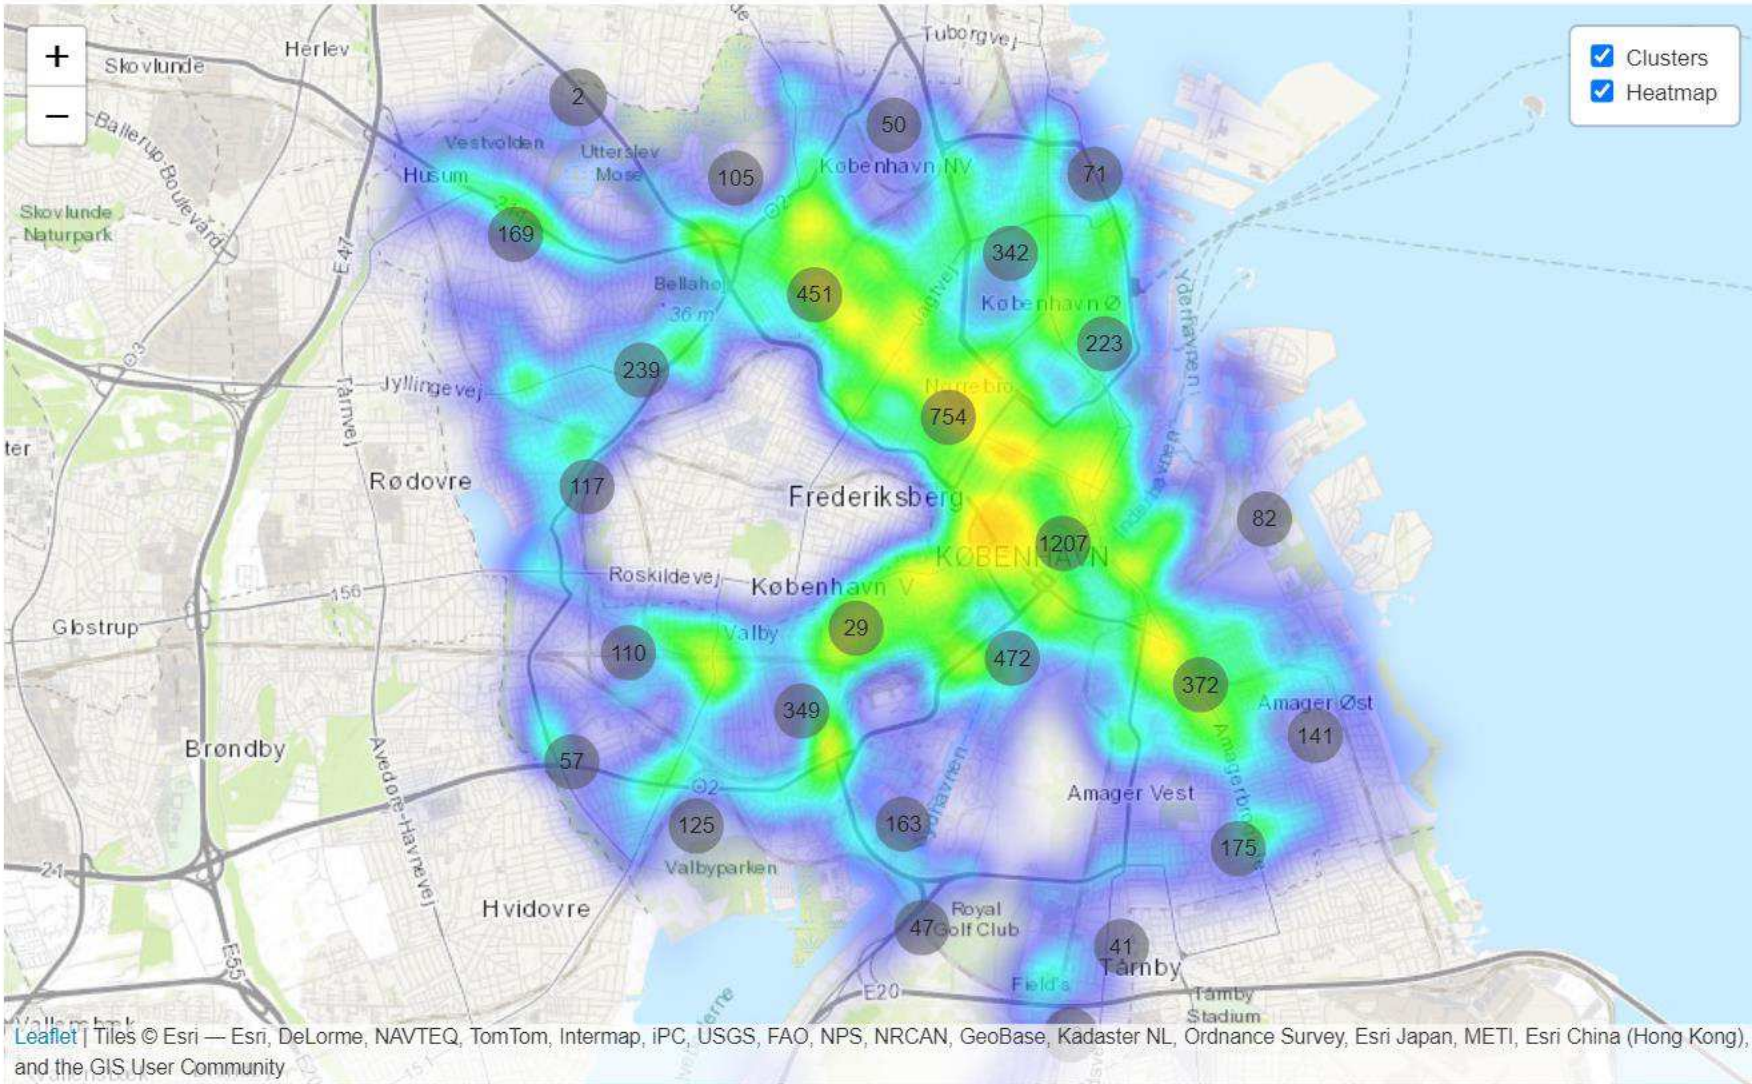 +
−
Clusters
Heatmap
Herlev
Skovlunde
Tuborgvej
2
Ballerup-Boulevard
50
Vestvolden
Utterslev
Mose
København NV
71
105
Husum
O2
Skovlunde
Naturpark
169
E47
342
451
Bellahøj
36 m
København Ø
Yderhavnen
O3
223
239
Jyllingevej
Tårnvej
Nørrebro
754
Rødovre
117
Frederiksberg
Inderhavnen
82
1207
KØBENHAVN
Roskildevej
København V
156
Glostrup
29
Valby
110
472
372
349
Amager Øst
141
Brøndby
57
O2
Amager Vest
Avedøre-Havnevej
125
163
175
Valbyparken
21
Hvidovre
Royal
Golf Club
47
41
Tårnby
E55
Field's
E20
Tårnby
Stadium
Leaflet | Tiles © Esri — Esri, DeLorme, NAVTEQ, TomTom, Intermap, iPC, USGS, FAO, NPS, NRCAN, GeoBase, Kadaster NL, Ordnance Survey, Esri Japan, METI, Esri China (Hong Kong),
and the GIS User Community